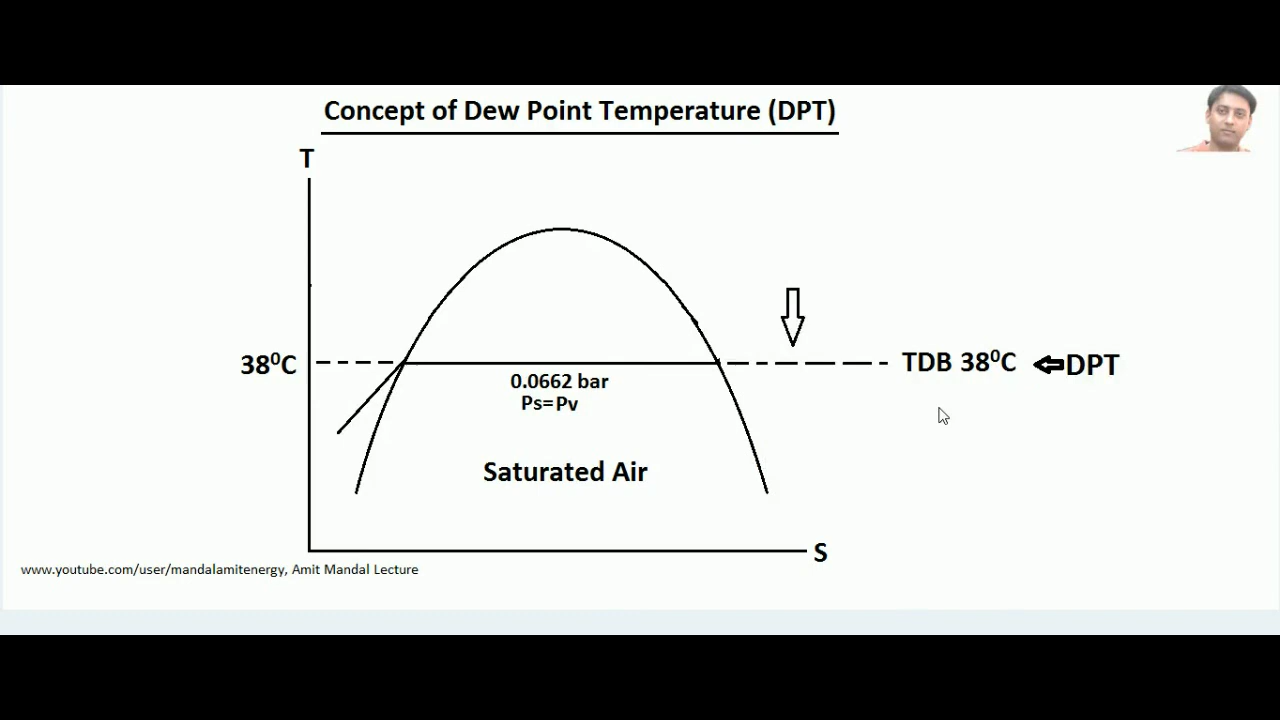 Concept of Dew Point Temperature (DPT)
T
38⁰C
TDB 38⁰C
DPT
0.0662 bar
Ps=Pv
Saturated Air
S
www.youtube.com/user/mandalamitenergy, Amit Mandal Lecture